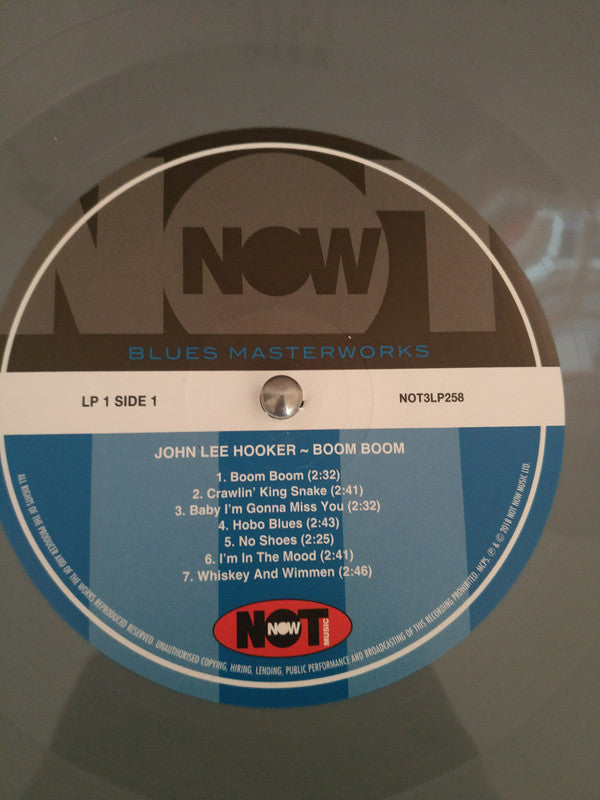 NOT
NOW
BLUES MASTERWORKS
LP 1 SIDE 1
NOT3LP258
JOHN LEE HOOKER ~ BOOM BOOM
1. Boom Boom (2:32)
2. Crawlin' King Snake (2:41)
3. Baby I'm Gonna Miss You (2:32)
4. Hobo Blues (2:43)
5. No Shoes (2:25)
6. I'm In The Mood (2:41)
7. Whiskey And Wimmen (2:46)
NOT NOW MUSIC
ALL RIGHTS OF THE PRODUCER AND OF THE WORKS REPRODUCED RESERVED. UNAUTHORISED COPYING, HIRING, LENDING, PUBLIC PERFORMANCE AND BROADCASTING OF THIS RECORDING PROHIBITED. MCPS. ℗ & © 2018 NOT NOW MUSIC LTD.